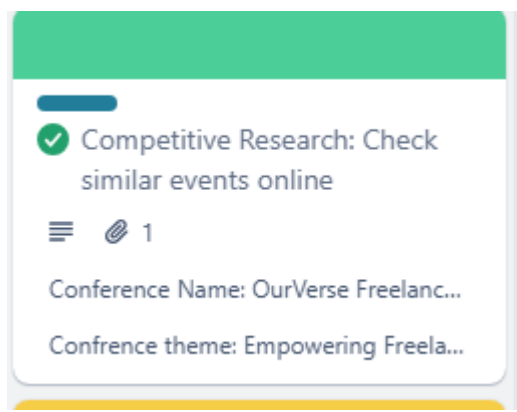 Competitive Research: Check
similar events online
1
Conference Name: OurVerse Freelanc...
Confrence theme: Empowering Freela...